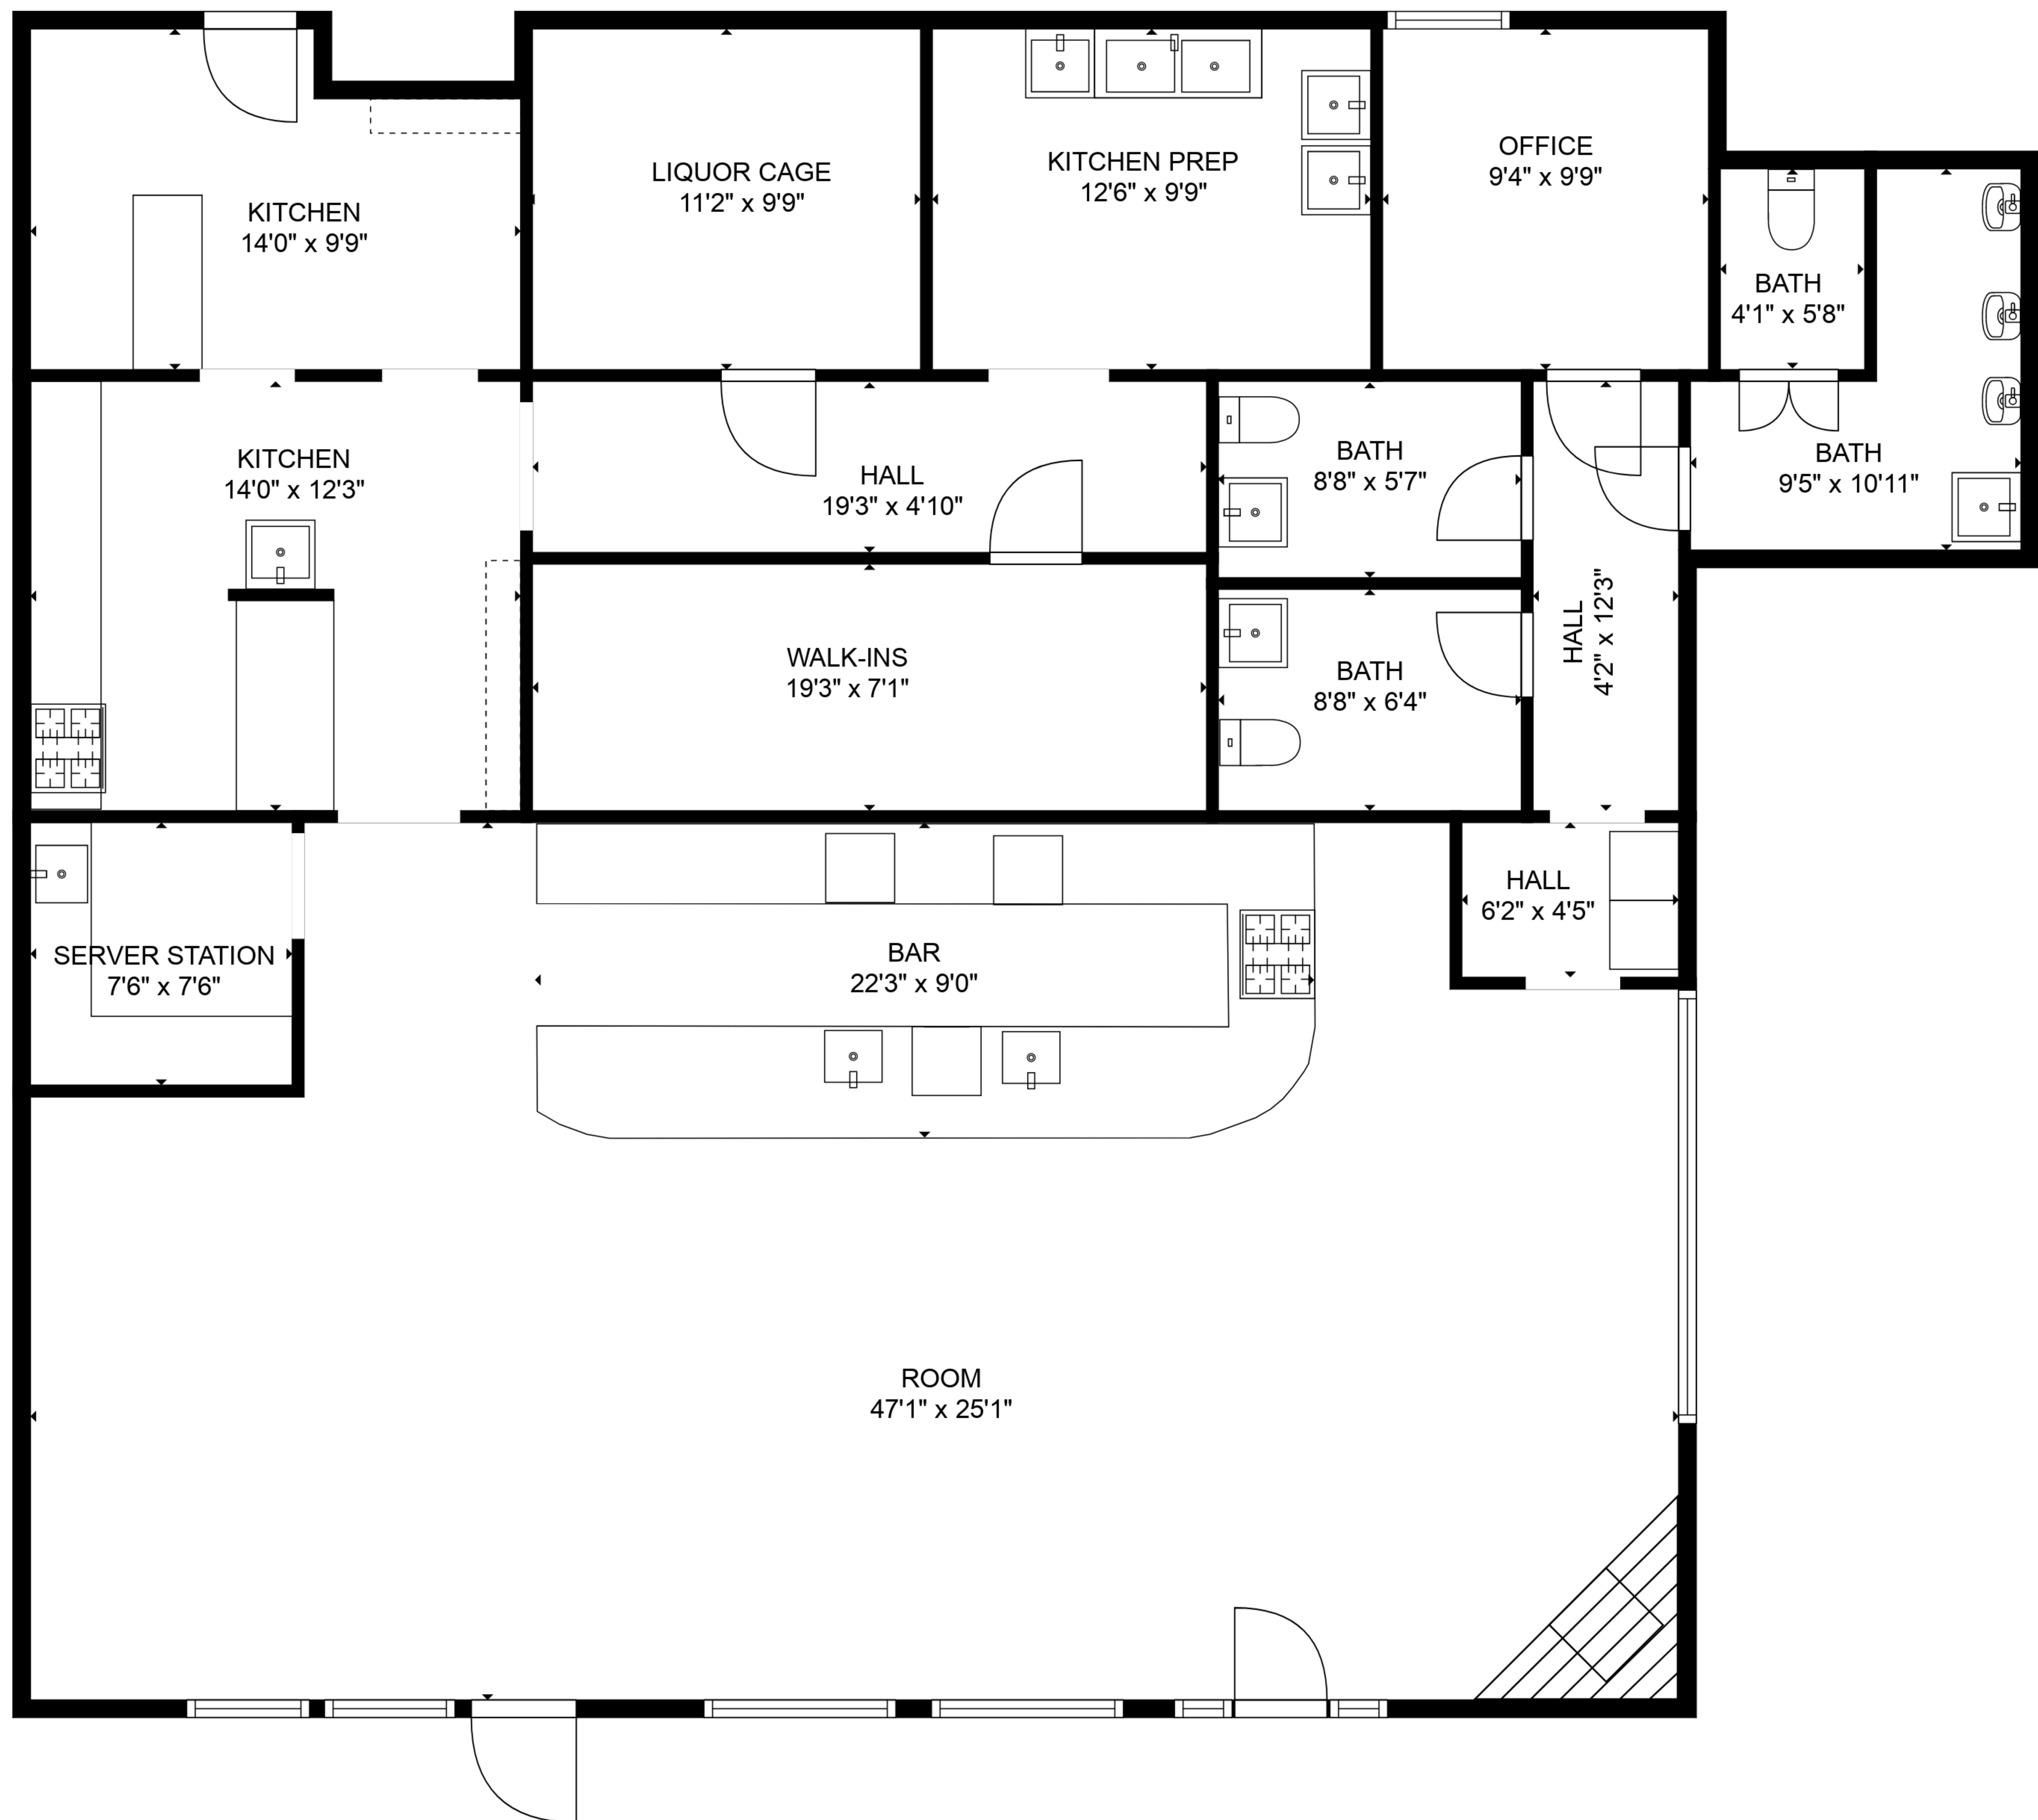 OFFICE
9'4" x 9'9"
KITCHEN PREP
12'6" x 9'9"
LIQUOR CAGE
11'2" x 9'9"
KITCHEN
14'0" x 9'9"
BATH
4'1" x 5'8"
BATH
8'8" x 5'7"
BATH
9'5" x 10'11"
KITCHEN
14'0" x 12'3"
HALL
19'3" x 4'10"
HALL
4'2" x 12'3"
WALK-INS
19'3" x 7'1"
BATH
8'8" x 6'4"
HALL
6'2" x 4'5"
SERVER STATION
7'6" x 7'6"
BAR
22'3" x 9'0"
ROOM
47'1" x 25'1"